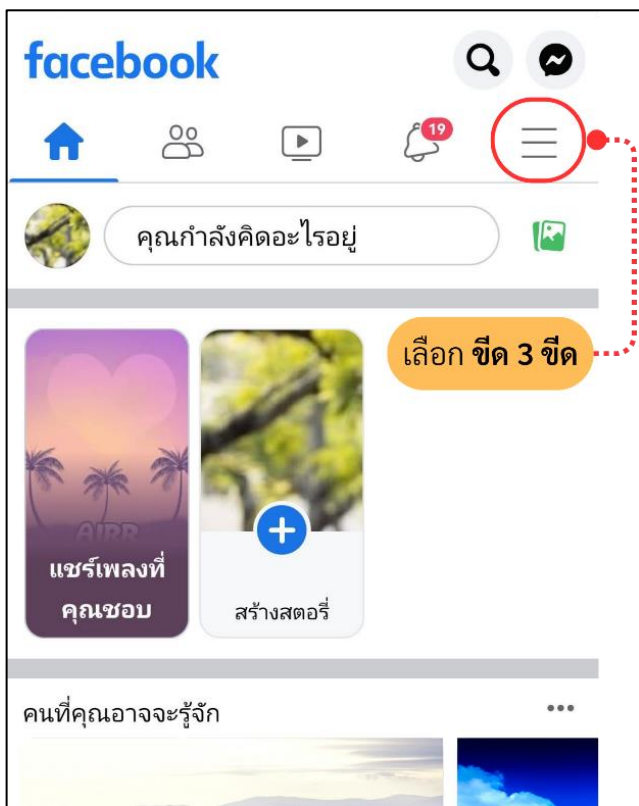 facebook
19
คุณกำลังคิดอะไรอยู่
เลือก ขีด 3 ขีด
AIRR
แชร์เพลงที่
คุณชอบ
สร้างสตอรี่
คนที่คุณอาจจะรู้จัก